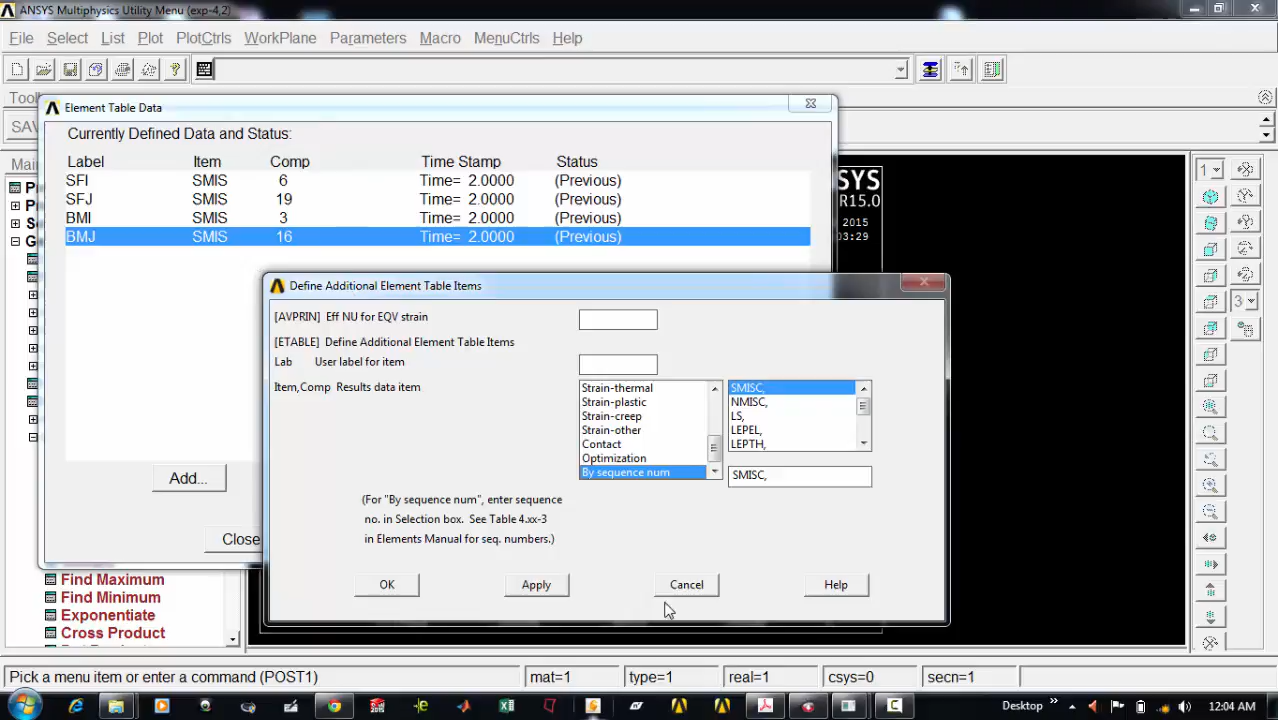 ANSYS Multiphysics Utility Menu (exp-4,2)
File Select List Plot PlotCtrls WorkPlane Parameters Macro MenuCtrls Help
Element Table Data
Currently Defined Data and Status:
Label Item Comp Time Stamp Status
SFI SMIS 6 Time= 2.0000 (Previous)
SFJ SMIS 19 Time= 2.0000 (Previous)
BMI SMIS 3 Time= 2.0000 (Previous)
BMJ SMIS 16 Time= 2.0000 (Previous)
R15.0
2015
03:29
1
3
Define Additional Element Table Items
[AVPRIN] Eff NU for EQV strain
[ETABLE] Define Additional Element Table Items
Lab User label for item
Item,Comp Results data item
Strain-thermal
Strain-plastic
Strain-creep
Strain-other
Contact
Optimization
By sequence num
SMISC,
NMISC,
LS,
LEPEL,
LEPTH,
SMISC,
(For "By sequence num", enter sequence
no. in Selection box. See Table 4.xx-3
in Elements Manual for seq. numbers.)
OK Apply Cancel Help
Add...
Close
Find Maximum
Find Minimum
Exponentiate
Cross Product
Pick a menu item or enter a command (POST1) mat=1 type=1 real=1 csys=0 secn=1
Desktop 12:04 AM